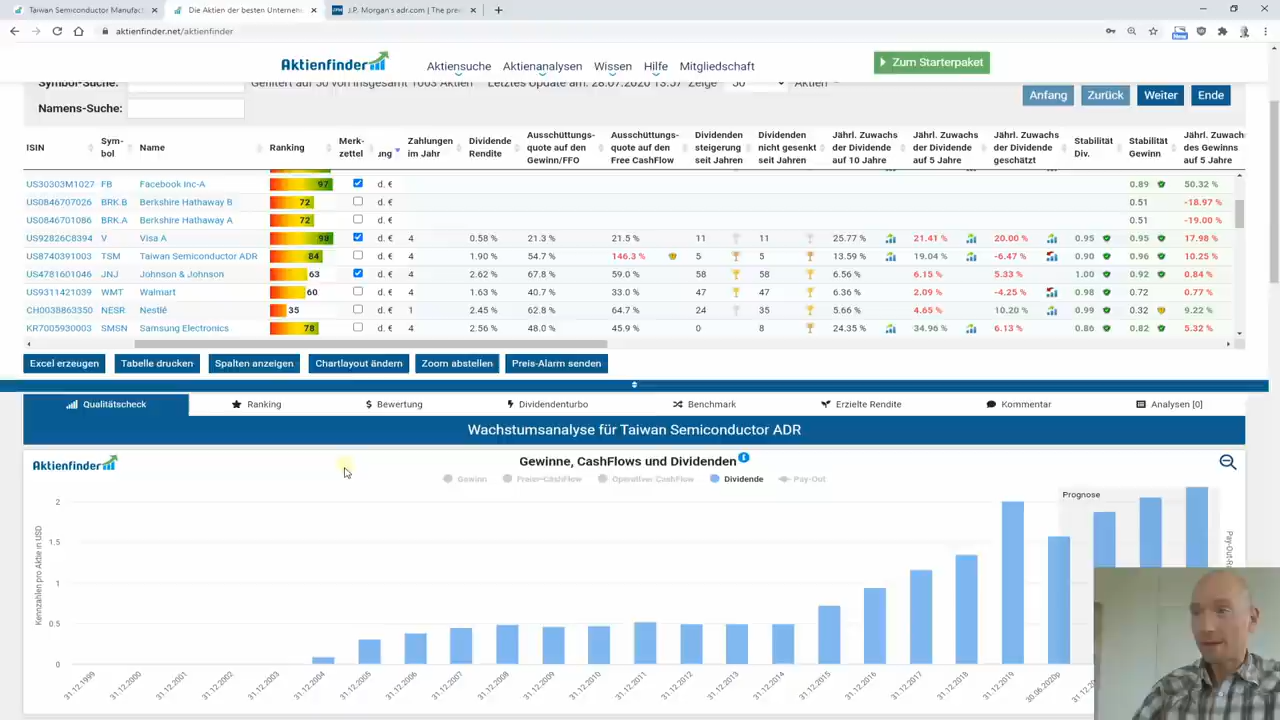 Taiwan Semiconductor Manufact
Die Aktien der besten Unternehm
J.P. Morgan's adr.com | The prem
aktienfinder.net/aktienfinder
New
Aktienfinder
Aktiensuche
Aktienanalysen
Wissen
Hilfe
Mitgliedschaft
Zum Starterpaket
Symbol-Suche:
Namens-Suche:
Anfang
Zurück
Weiter
Ende
ISIN Sym-bol Name Ranking Merk-zettel ung Zahlungen im Jahr Dividende Rendite Ausschüttungs-quote auf den Gewinn/FFO Ausschüttungs-quote auf den Free CashFlow Dividenden steigerung seit Jahren Dividenden nicht gesenkt seit Jahren Jährl. Zuwachs der Dividende auf 10 Jahre Jährl. Zuwachs der Dividende auf 5 Jahre Jährl. Zuwachs der Dividende geschätzt Stabilität Div. Stabilität Gewinn Jährl. Zuwachs des Gewinns auf 5 Jahre
US30303M1027 FB Facebook Inc-A 97 d. € 0.89 50.32 %
US0846707026 BRK.B Berkshire Hathaway B 72 d. € 0.51 -18.97 %
US0846701086 BRK.A Berkshire Hathaway A 72 d. € 0.51 -19.00 %
US92826C8394 V Visa A 98 d. € 4 0.58 % 21.3 % 21.5 % 11 11 25.77 % 21.41 % 20.00 % 0.95 0.95 17.98 %
US8740391003 TSM Taiwan Semiconductor ADR 84 d. € 4 1.90 % 54.7 % 146.3 % 5 5 13.59 % 19.04 % -6.47 % 0.90 0.96 10.25 %
US4781601046 JNJ Johnson & Johnson 63 d. € 4 2.62 % 67.8 % 59.0 % 58 58 6.56 % 6.15 % 5.33 % 1.00 0.92 0.84 %
US9311421039 WMT Walmart 60 d. € 4 1.63 % 40.7 % 33.0 % 47 47 6.36 % 2.09 % -4.25 % 0.98 0.72 0.77 %
CH0038863350 NESR Nestlé 35 d. € 1 2.45 % 62.8 % 64.7 % 24 35 5.66 % 4.65 % 10.20 % 0.99 0.32 9.22 %
KR7005930003 SMSN Samsung Electronics 78 d. € 4 2.56 % 48.0 % 45.9 % 0 8 24.35 % 34.96 % 6.13 % 0.86 0.82 5.32 %
Excel erzeugen
Tabelle drucken
Spalten anzeigen
Chartlayout ändern
Zoom abstellen
Preis-Alarm senden
Qualitätscheck
Ranking
Bewertung
Dividendenturbo
Benchmark
Erzielte Rendite
Kommentar
Analysen [0]
Wachstumsanalyse für Taiwan Semiconductor ADR
Aktienfinder
Gewinne, CashFlows und Dividenden
Gewinn
Freier CashFlow
Operativer CashFlow
Dividende
Pay-Out
Prognose
Kennzahlen pro Aktie in USD
2
1.5
1
0.5
0
31.12.1999
31.12.2000
31.12.2001
31.12.2002
31.12.2003
31.12.2004
31.12.2005
31.12.2006
31.12.2007
31.12.2008
31.12.2009
31.12.2010
31.12.2011
31.12.2012
31.12.2013
31.12.2014
31.12.2015
31.12.2016
31.12.2017
31.12.2018
31.12.2019
30.06.2020p
31.12.2